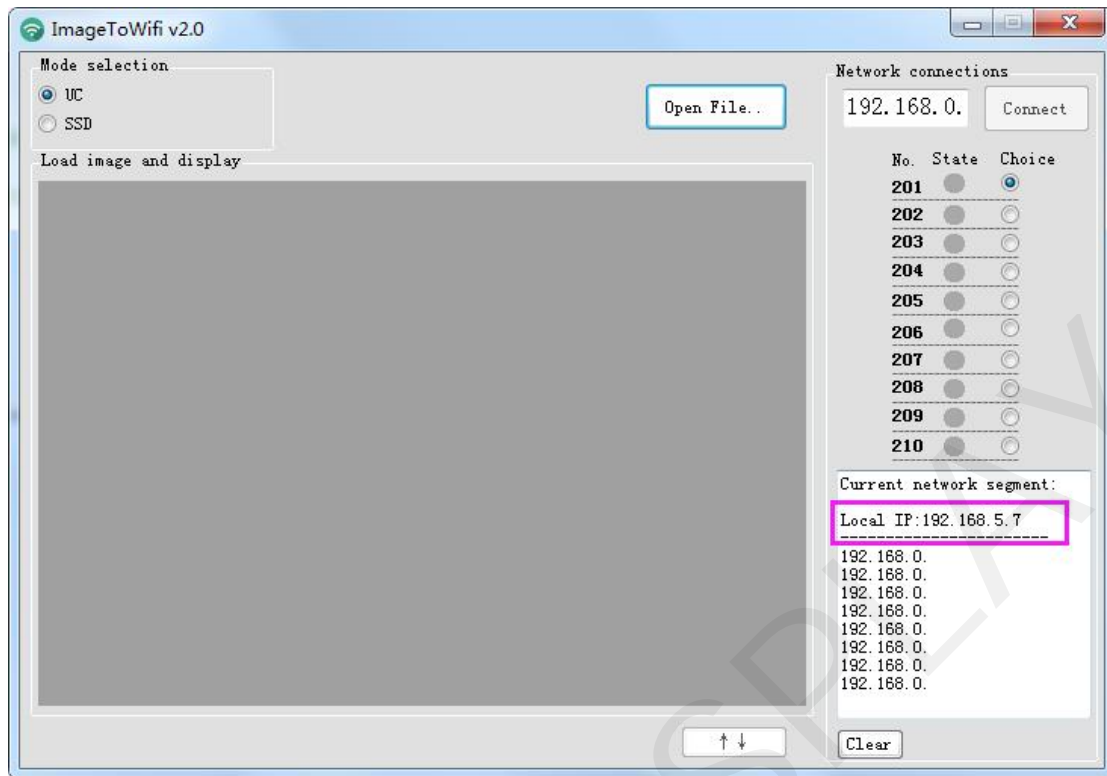 ImageToWifi v2.0
Mode selection
UC
SSD
Open File..
Load image and display
↑↓
Network connections
192.168.0.
Connect
No. State Choice
201
202
203
204
205
206
207
208
209
210
Current network segment:
Local IP:192.168.5.7
-----------------------
192.168.0.
192.168.0.
192.168.0.
192.168.0.
192.168.0.
192.168.0.
192.168.0.
192.168.0.
Clear
SPLAY